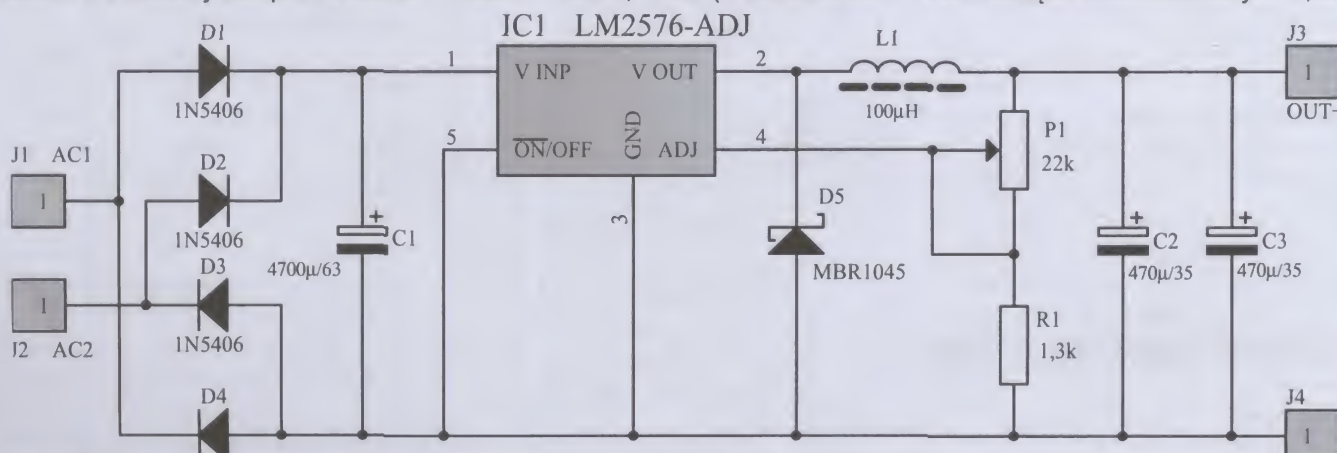 IC1 LM2576-ADJ
D1
1N5406
1
V INP
V OUT
2
L1
100µH
J3
1
OUT+
J1 AC1
1
D2
1N5406
5
ON/OFF
GND
ADJ
4
3
P1
22k
C1
4700µ/63
D5
MBR1045
C2
470µ/35
C3
470µ/35
D3
1N5406
1
J2 AC2
R1
1,3k
D4
J4
1